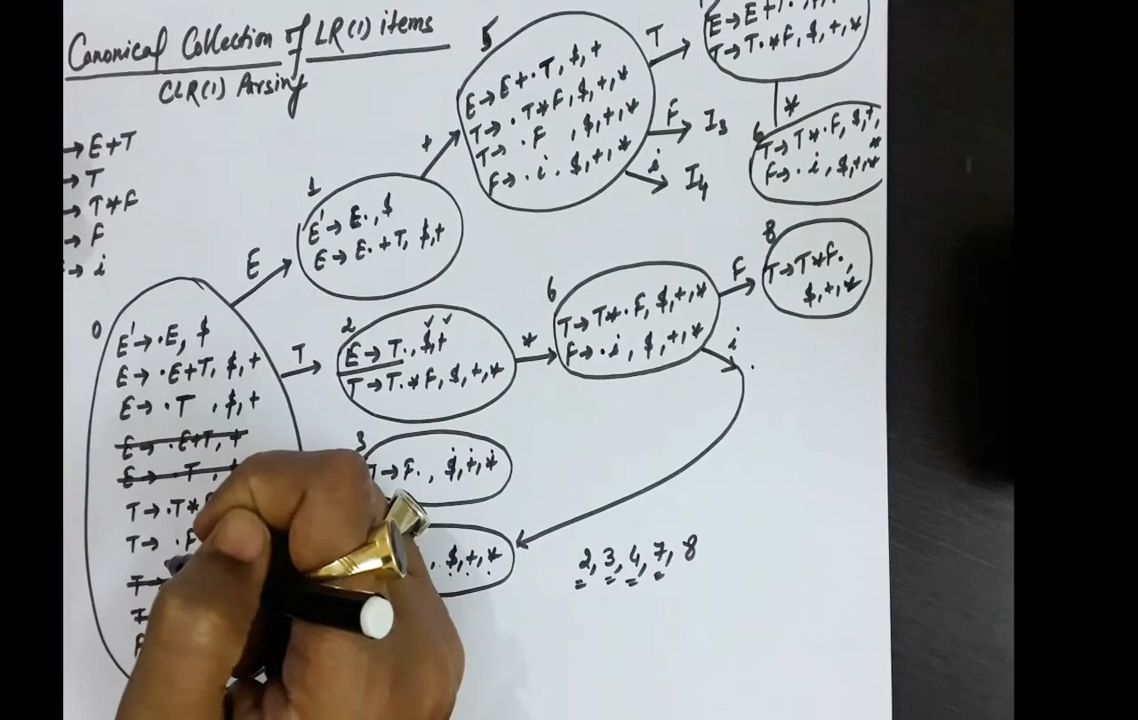 Canonical Collection of LR(1) items
CLR(1) Parsing
→ E+T
→ T
→ T*F
→ F
→ i
0
E'→ .E, $
E→ .E+T, $,+
E→ .T , $,+
E→ .E+T, +
E→ .T,
T→ .T*
T→ .F
T→
E
1
E'→ E., $
E→ E.+T, $,+
+
5
E→ E+.T, $,+
T→ .T*F, $,+,*
T→ .F , $,+,*
F→ .i . $,+,*
T
E→ E+T., $,+
T→ T.*F, $,+,*
*
6
T→ T*.F, $,+,*
F→ .i, $,+,*
F
I3
i
I4
T
2
E→ T., $,+
T→ T.*F, $,+,*
*
6
T→ T*.F, $,+,*
F→ .i, $,+,*
F
8
T→T*F.,
$,+,*
i
3
T→F. , $,+,*
. $,+,*
2, 3, 4, 7, 8